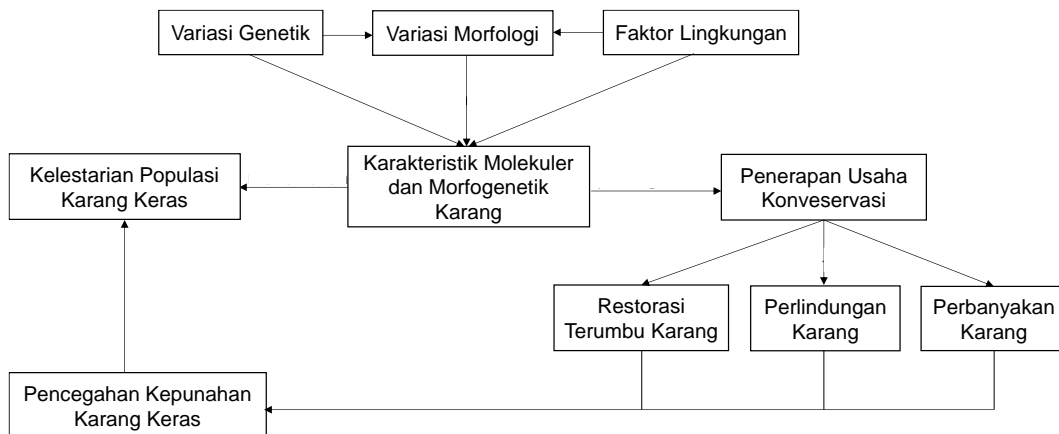 Variasi Genetik
Variasi Morfologi
Faktor Lingkungan
Kelestarian Populasi
Karang Keras
Karakteristik Molekuler
dan Morfogenetik
Karang
Penerapan Usaha
Konveservasi
Restorasi
Terumbu Karang
Perlindungan
Karang
Perbanyakan
Karang
Pencegahan Kepunahan
Karang Keras